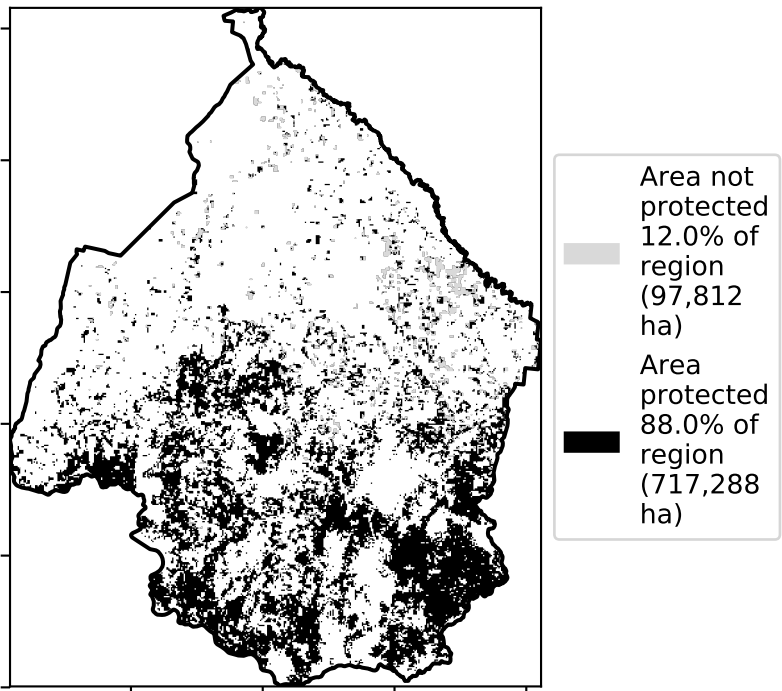 Area not
protected
12.0% of
region
(97,812
ha)
Area
protected
88.0% of
region
(717,288
ha)